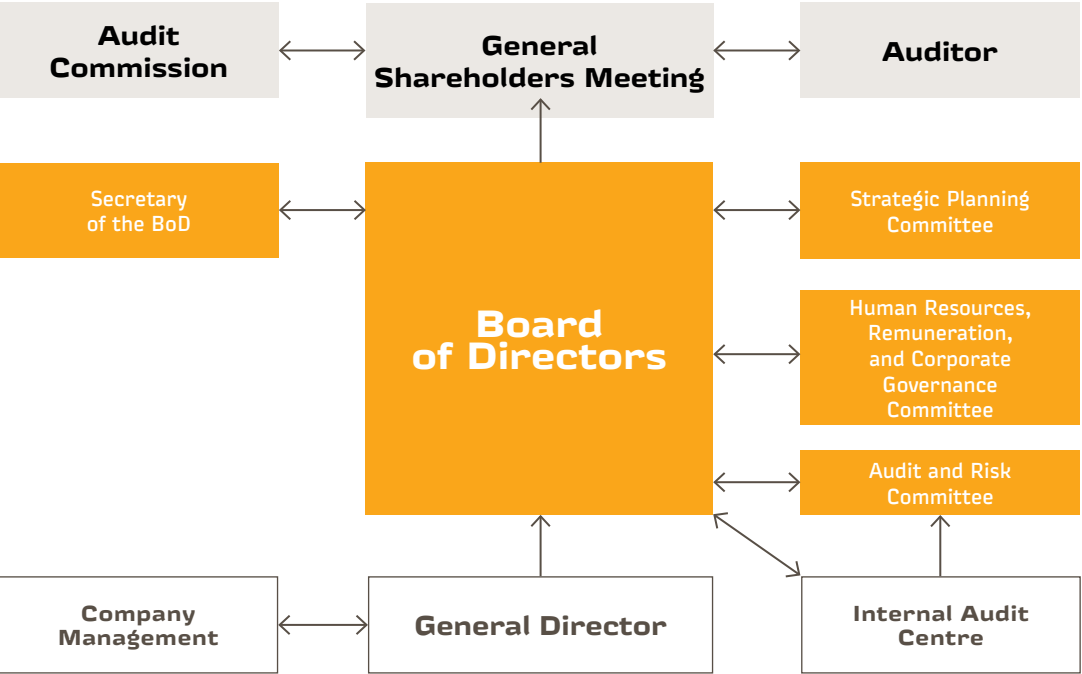 Audit
Commission
General
Shareholders Meeting
Auditor
Secretary
of the BoD
Board
of Directors
Strategic Planning
Committee
Human Resources,
Remuneration,
and Corporate
Governance
Committee
Audit and Risk
Committee
Company
Management
General Director
Internal Audit
Centre